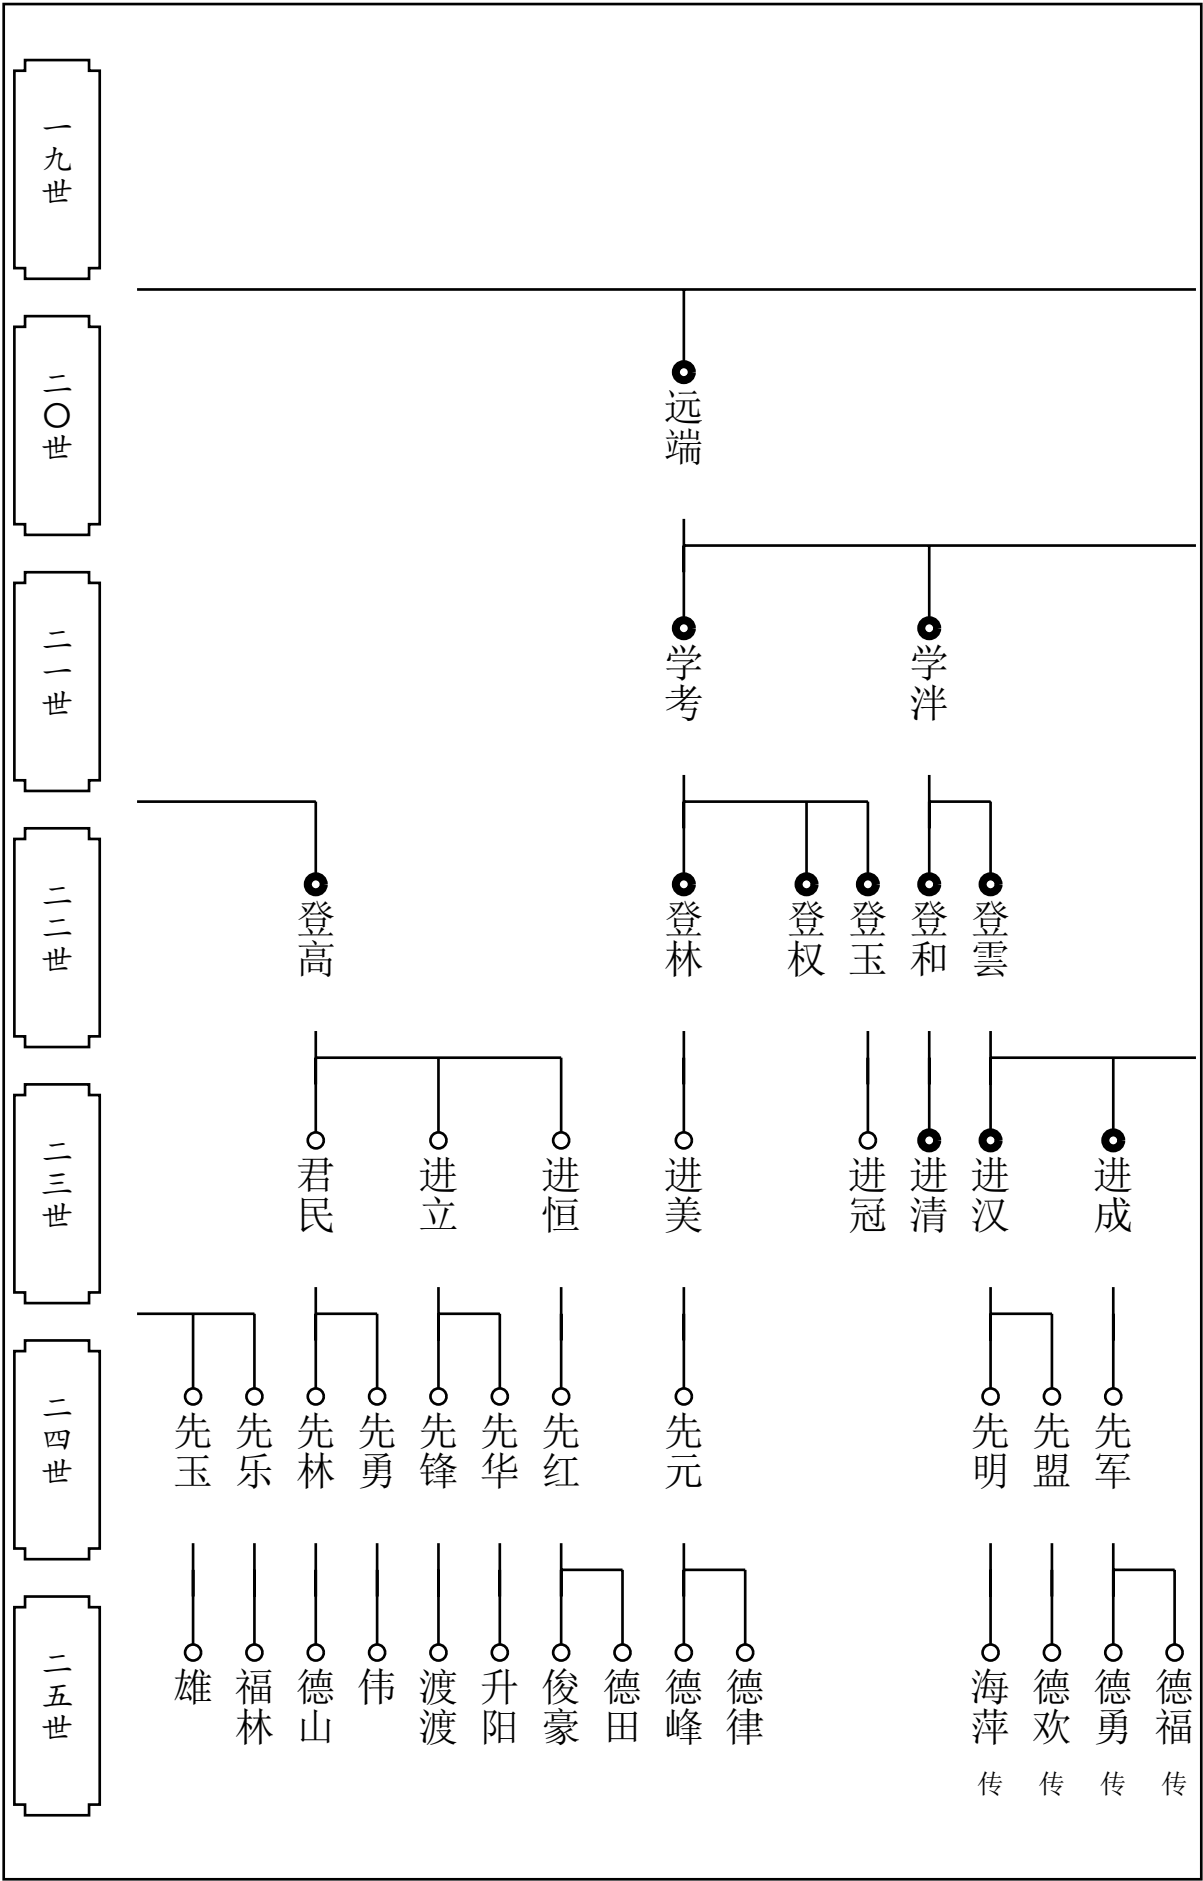 一九世
二〇世
远端
二一世
学考
学泮
二二世
登高
登林
登权
登玉
登和
登雲
二三世
君民
进立
进恒
进美
进冠
进清
进汉
进成
二四世
先玉
先乐
先林
先勇
先锋
先华
先红
先元
先明
先盟
先军
二五世
雄
福林
德山
伟
渡渡
升阳
俊豪
德田
德峰
德律
海萍
德欢
德勇
德福
传
传
传
传